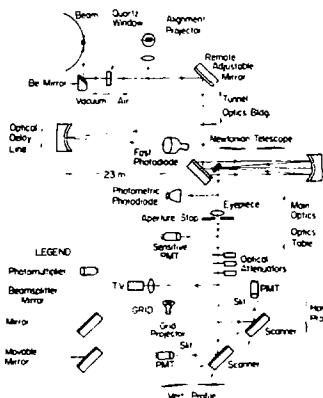 Beam
Quartz
Window
Alignment
Projector
Be Mirror
Vacuum Air
Remote
Adjustable
Mirror
Tunnel
Optics Bldg.
Optical
Delay
Line
Fast
Photodiode
Newtonian Telescope
23 m
Photometric
Photodiode
Eyepiece
Aperture Stop
Main
Optics
Optics
Table
Sensitive
PMT
Optical
Attenuators
LEGEND
Photomultiplier
Beamsplitter
Mirror
Mirror
Movable
Mirror
TV
GRID
Grid
Projector
PMT
Slit
Scanner
Slit
PMT
Scanner
Vert Profile